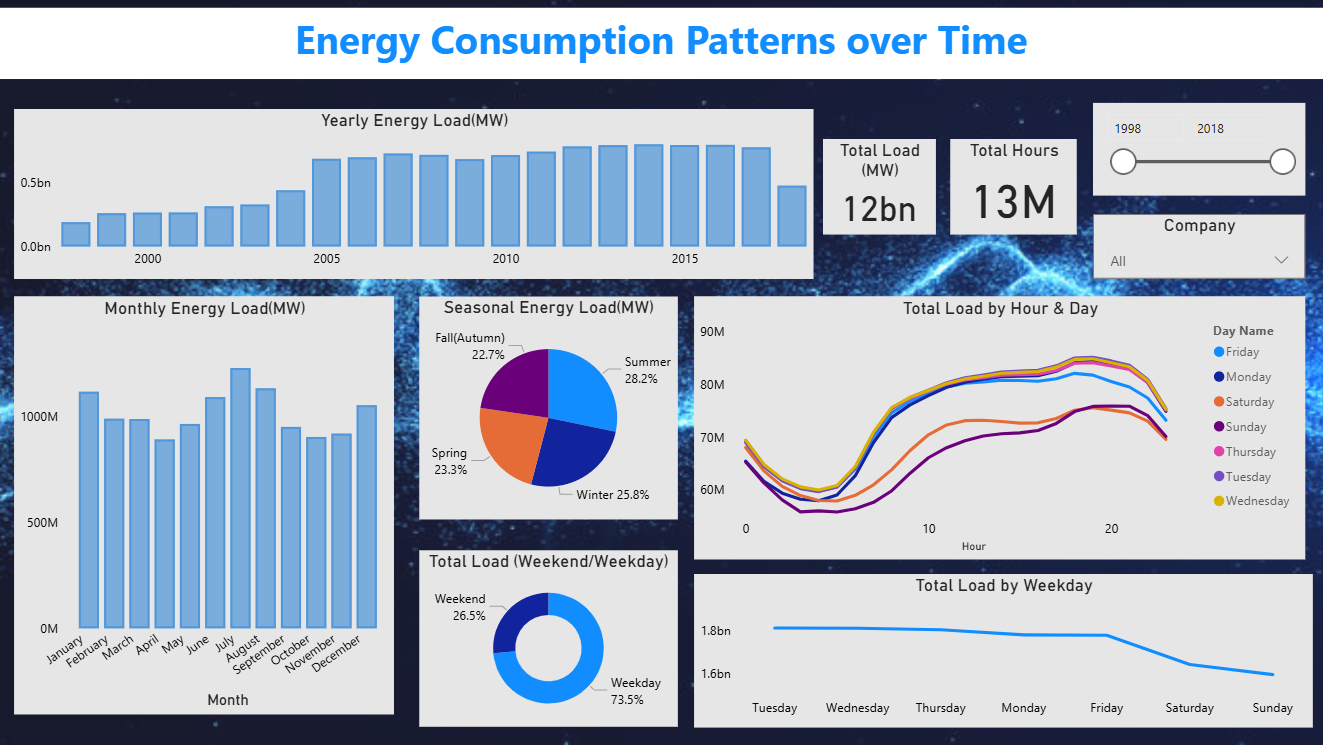 Energy Consumption Patterns over Time
Yearly Energy Load(MW)
0.5bn
0.0bn
2000
2005
2010
2015
Total Load
(MW)
12bn
Total Hours
13M
1998
2018
Company
All
Monthly Energy Load(MW)
1000M
500M
0M
January
February
March
April
May
June
July
August
September
October
November
December
Month
Seasonal Energy Load(MW)
Fall(Autumn)
22.7%
Summer
28.2%
Spring
23.3%
Winter 25.8%
Total Load (Weekend/Weekday)
Weekend
26.5%
Weekday
73.5%
Total Load by Hour & Day
90M
80M
70M
60M
0
10
20
Hour
Day Name
Friday
Monday
Saturday
Sunday
Thursday
Tuesday
Wednesday
Total Load by Weekday
1.8bn
1.6bn
Tuesday
Wednesday
Thursday
Monday
Friday
Saturday
Sunday